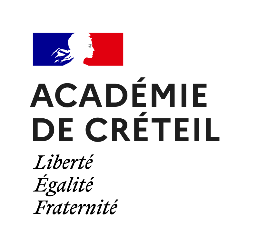 ACADÉMIE
DE CRÉTEIL
Liberté
Égalité
Fraternité